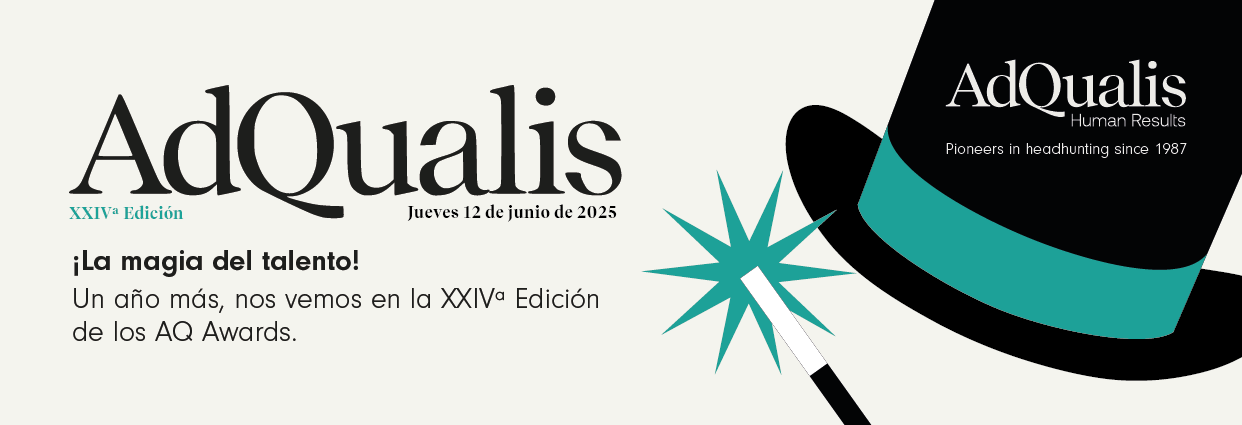 AdQualis
XXIVª Edición
Jueves 12 de junio de 2025
¡La magia del talento!
Un año más, nos vemos en la XXIVª Edición
de los AQ Awards.
AdQualis
Human Results
Pioneers in headhunting since 1987